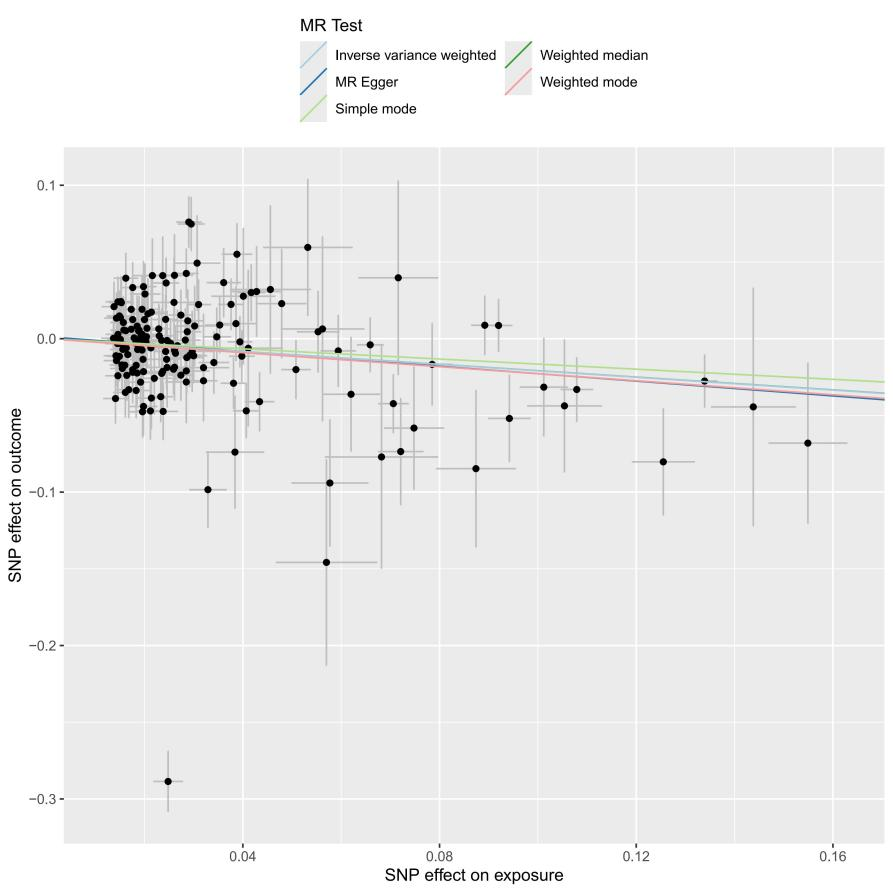 MR Test
Inverse variance weighted
Weighted median
MR Egger
Weighted mode
Simple mode
0.1
0.0
−0.1
−0.2
−0.3
SNP effect on outcome
0.04
0.08
0.12
0.16
SNP effect on exposure